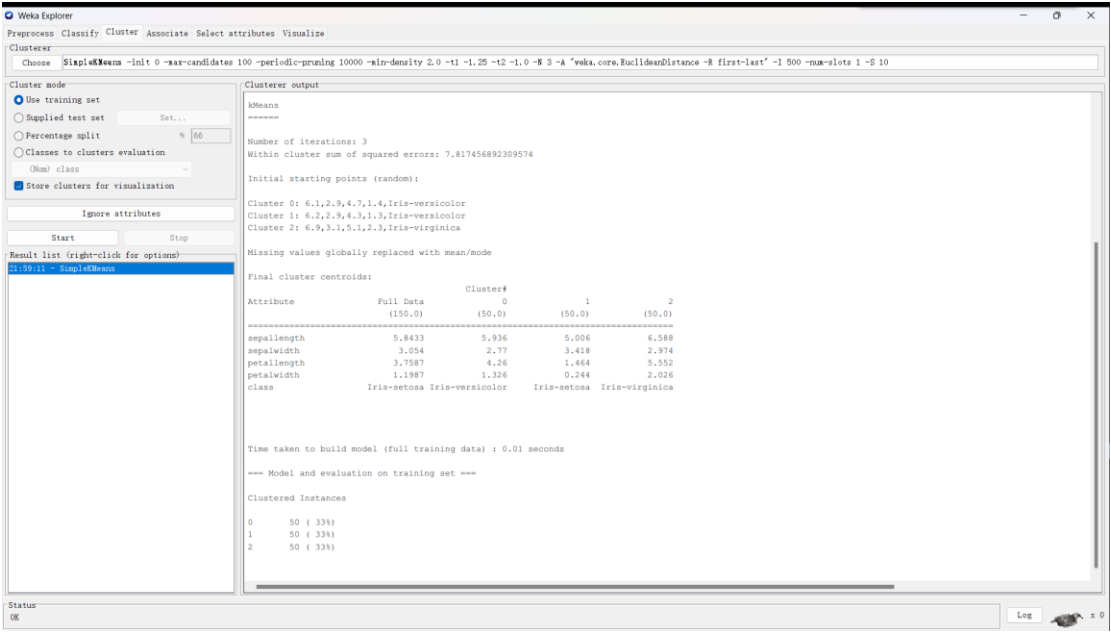 Weka Explorer
Preprocess Classify Cluster Associate Select attributes Visualize
Clusterer
Choose SimpleKMeans -init 0 -max-candidates 100 -periodic-pruning 10000 -min-density 2.0 -t1 -1.25 -t2 -1.0 -N 3 -A "weka.core.EuclideanDistance -R first-last" -I 500 -num-slots 1 -S 10
Cluster mode
Use training set
Supplied test set Set...
Percentage split % 66
Classes to clusters evaluation
(Nom) class
Store clusters for visualization
Ignore attributes
Start Stop
Result list (right-click for options)
21:59:11 - SimpleKMeans
Clusterer output
kMeans
======
Number of iterations: 3
Within cluster sum of squared errors: 7.817456892309574
Initial starting points (random):
Cluster 0: 6.1,2.9,4.7,1.4,Iris-versicolor
Cluster 1: 6.2,2.9,4.3,1.3,Iris-versicolor
Cluster 2: 6.9,3.1,5.1,2.3,Iris-virginica
Missing values globally replaced with mean/mode
Final cluster centroids:
Cluster#
Attribute Full Data 0 1 2
(150.0) (50.0) (50.0) (50.0)
sepallength 5.8433 5.936 5.006 6.588
sepalwidth 3.054 2.77 3.418 2.974
petallength 3.7587 4.26 1.464 5.552
petalwidth 1.1987 1.326 0.244 2.026
class Iris-setosa Iris-versicolor Iris-setosa Iris-virginica
Time taken to build model (full training data) : 0.01 seconds
=== Model and evaluation on training set ===
Clustered Instances
0 50 ( 33%)
1 50 ( 33%)
2 50 ( 33%)
Status
OK
Log x 0